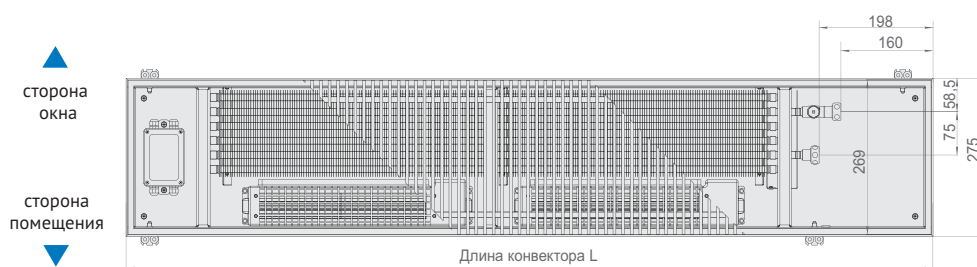 198
160
сторона
окна
58,5
75
269
275
сторона
помещения
Длина конвектора L